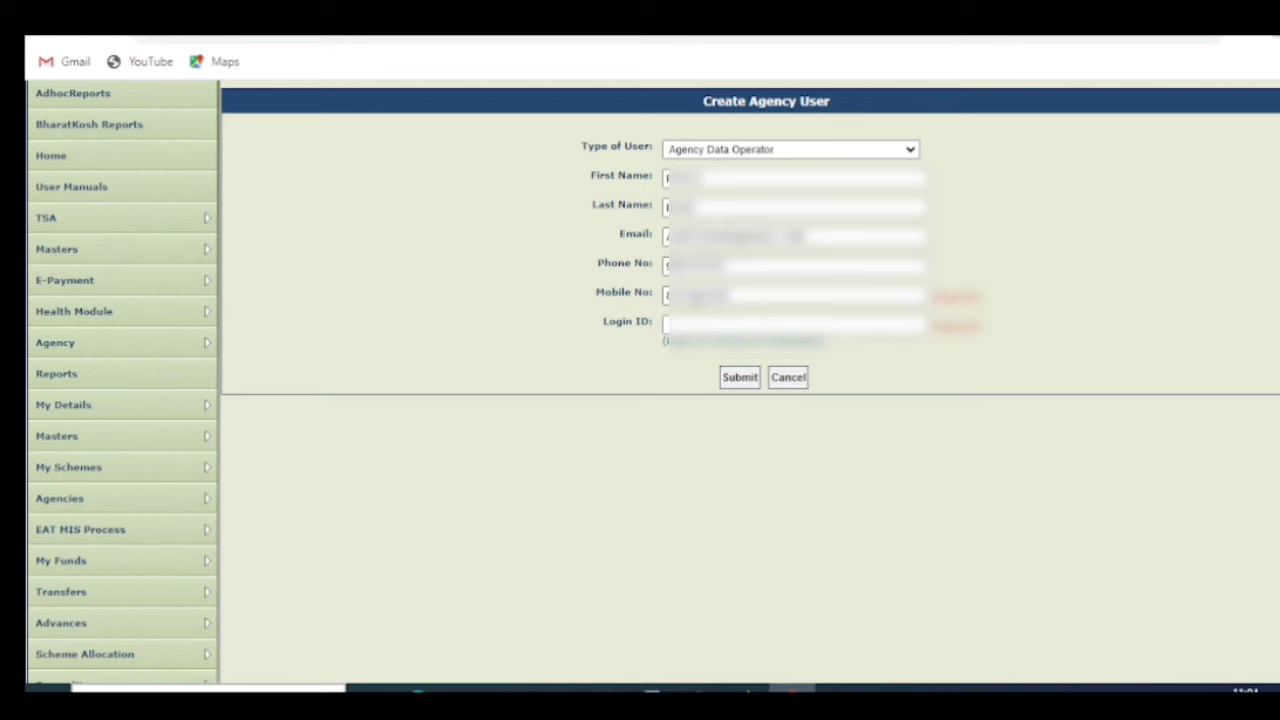 Gmail YouTube Maps
AdhocReports
BharatKosh Reports
Home
User Manuals
TSA
Masters
E-Payment
Health Module
Agency
Reports
My Details
Masters
My Schemes
Agencies
EAT MIS Process
My Funds
Transfers
Advances
Scheme Allocation
Create Agency User
Type of User: Agency Data Operator
First Name:
Last Name:
Email:
Phone No:
Mobile No:
Login ID:
Submit Cancel